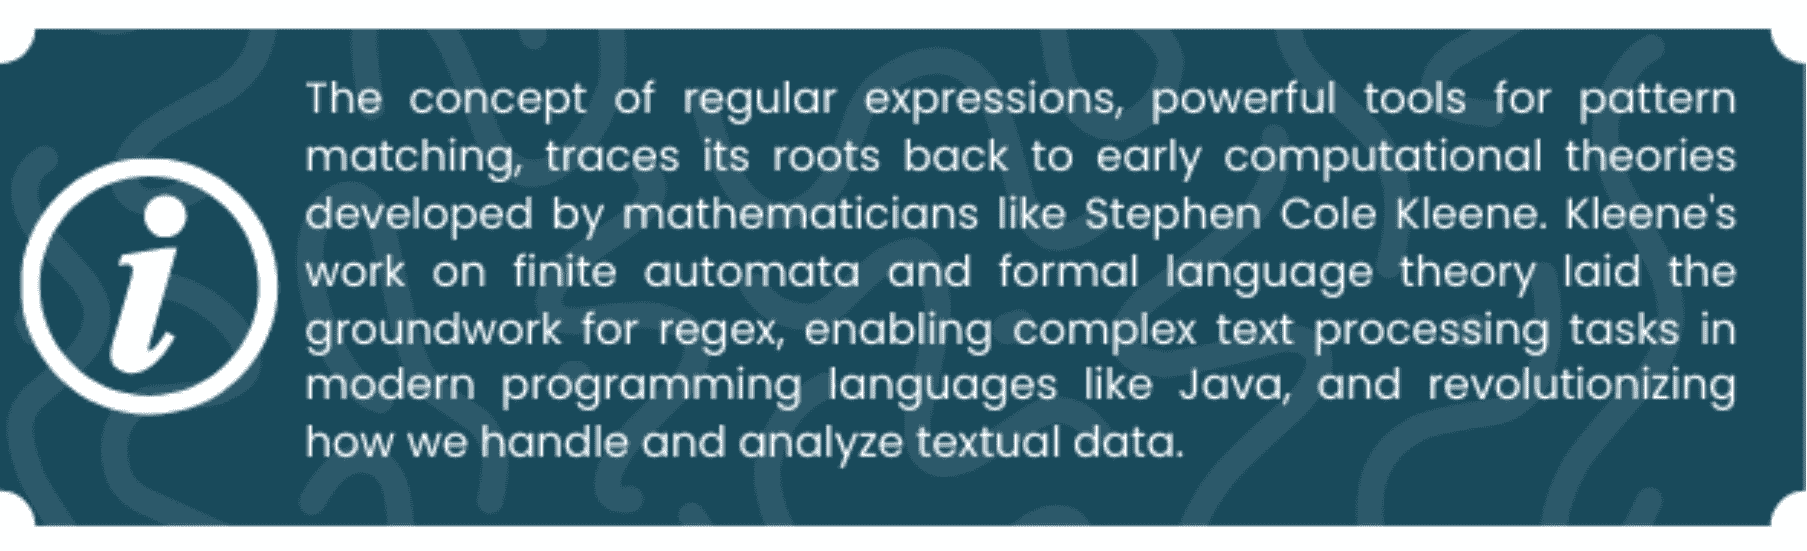 The concept of regular expressions, powerful tools for pattern
matching, traces its roots back to early computational theories
developed by mathematicians like Stephen Cole Kleene. Kleene's
work on finite automata and formal language theory laid the
groundwork for regex, enabling complex text processing tasks in
modern programming languages like Java, and revolutionizing
how we handle and analyze textual data.